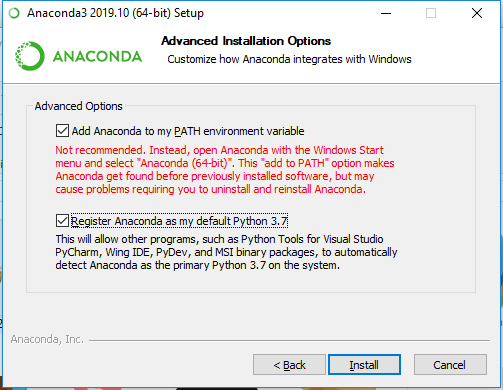 Anaconda3 2019.10 (64-bit) Setup
Advanced Installation Options
Customize how Anaconda integrates with Windows
ANACONDA
Advanced Options
Add Anaconda to my PATH environment variable
Not recommended. Instead, open Anaconda with the Windows Start
menu and select "Anaconda (64-bit)". This "add to PATH" option makes
Anaconda get found before previously installed software, but may
cause problems requiring you to uninstall and reinstall Anaconda.
Register Anaconda as my default Python 3.7
This will allow other programs, such as Python Tools for Visual Studio
PyCharm, Wing IDE, PyDev, and MSI binary packages, to automatically
detect Anaconda as the primary Python 3.7 on the system.
Anaconda, Inc.
< Back
Install
Cancel